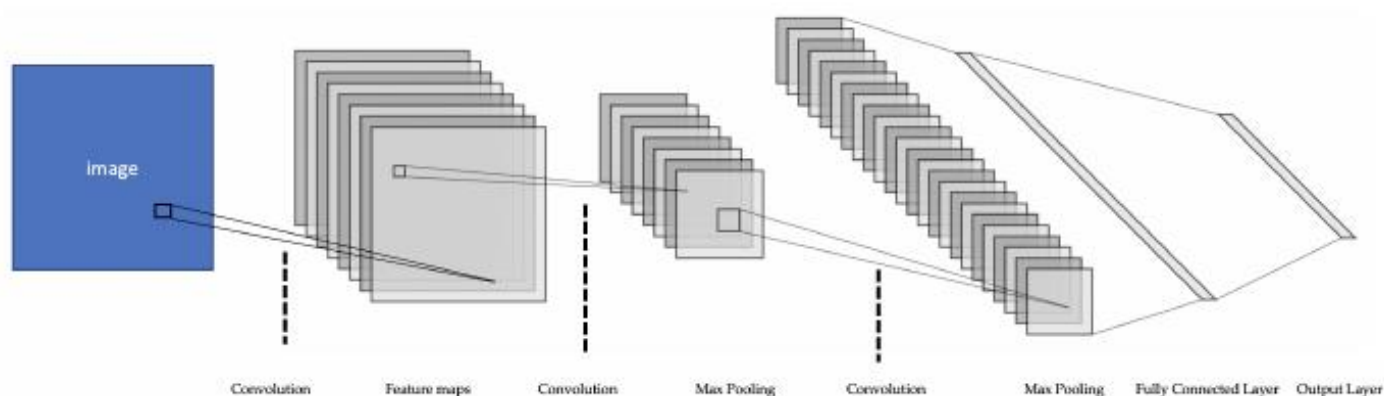 image
Convolution
Feature maps
Convolution
Max Pooling
Convolution
Max Pooling
Fully Connected Layer
Output Layer